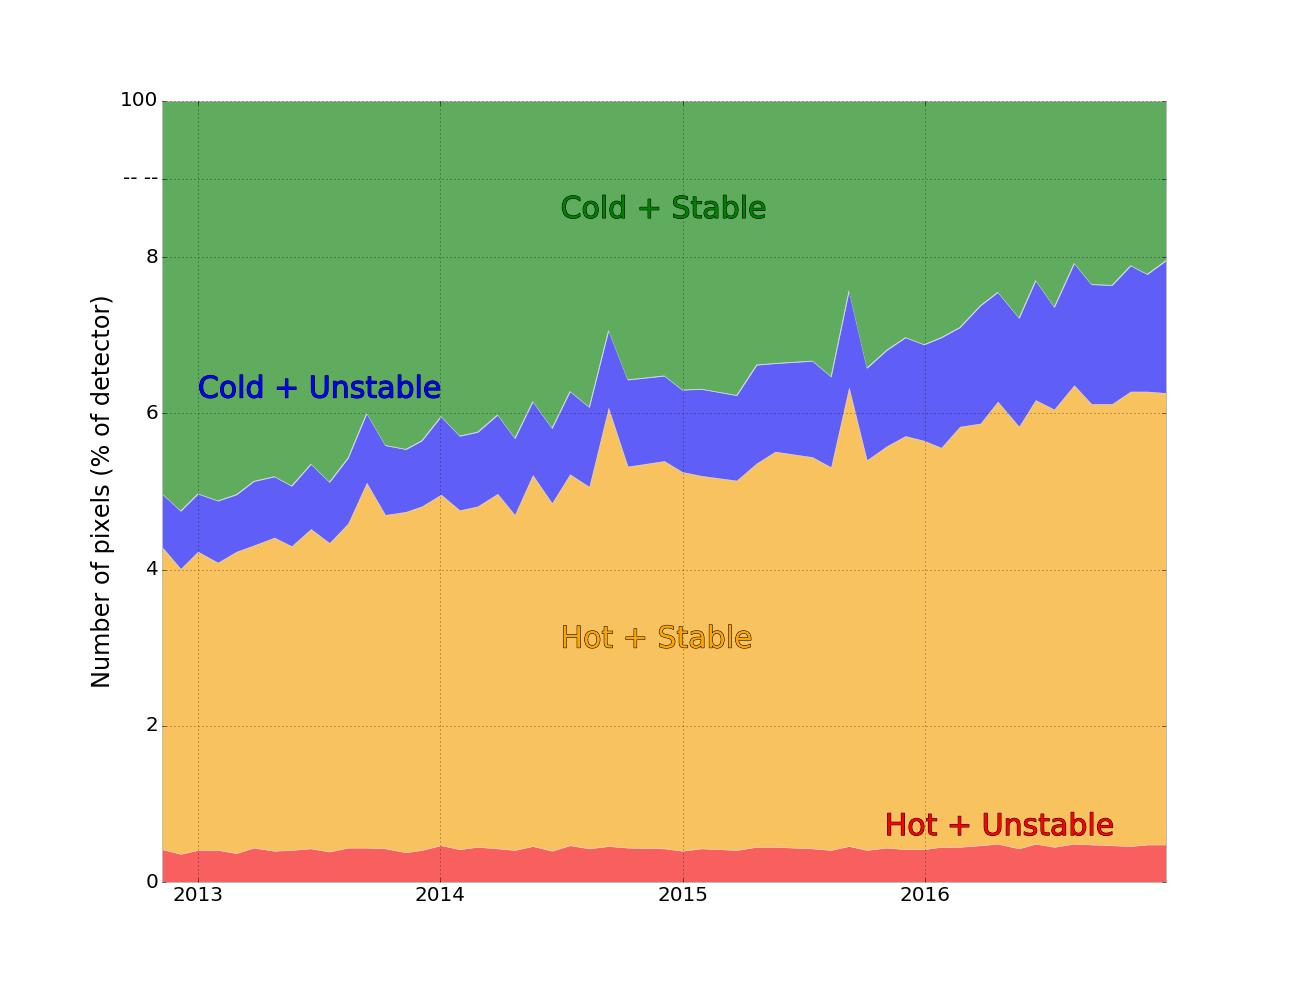 100
-- --
Cold + Stable
8
Number of pixels (% of detector)
Cold + Unstable
6
4
Hot + Stable
2
Hot + Unstable
0
2013 2014 2015 2016